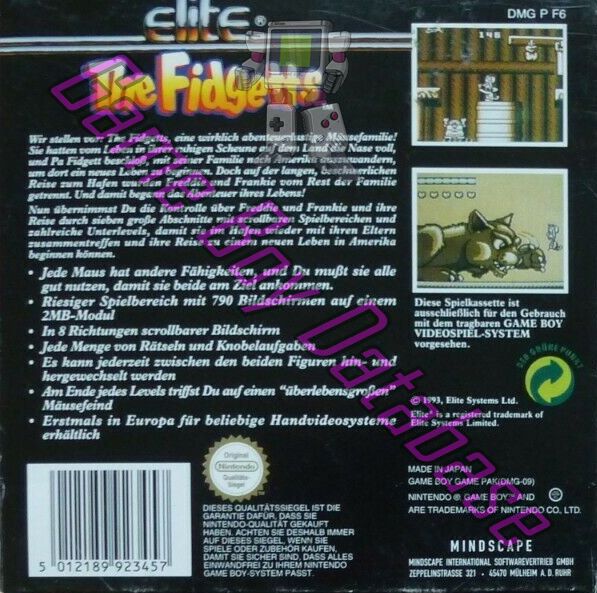 elite®
DMG P F6
The Fidgetts
146
Wir stellen vor: The Fidgetts, eine wirklich abenteuerlustige Mäusefamilie!
Sie hatten vom Leben in ihrer ruhigen Scheune auf dem Land die Nase voll,
und Pa Fidgett beschloß, mit seiner Familie nach Amerika auszuwandern,
um dort ein neues Leben zu beginnen. Doch auf der langen, beschwerlichen
Reise zum Hafen wurden Freddie und Frankie vom Rest der Familie
getrennt. Und damit begann das Abenteuer ihres Lebens!
Nun übernimmst Du die Kontrolle über Freddie und Frankie und ihre
Reise durch sieben große Abschnitte mit scrollbaren Spielbereichen und
zahlreiche Unterlevels, damit sie im Hafen wieder mit ihren Eltern
zusammentreffen und ihre Reise zu einem neuen Leben in Amerika
beginnen können.
• Jede Maus hat andere Fähigkeiten, und Du mußt sie alle
gut nutzen, damit sie beide am Ziel ankommen.
• Riesiger Spielbereich mit 790 Bildschirmen auf einem
2MB-Modul
• In 8 Richtungen scrollbarer Bildschirm
• Jede Menge von Rätseln und Knobelaufgaben
• Es kann jederzeit zwischen den beiden Figuren hin- und
hergewechselt werden
• Am Ende jedes Levels triffst Du auf einen "überlebensgroßen"
Mäusefeind
• Erstmals in Europa für beliebige Handvideosysteme
erhältlich
Diese Spielkassette ist
ausschließlich für den Gebrauch
mit dem tragbaren GAME BOY
VIDEOSPIEL-SYSTEM
vorgesehen.
DER GRÜNE PUNKT
© 1993, Elite Systems Ltd.
Elite® is a registered trademark of
Elite Systems Limited.
Original
Nintendo
Qualitäts-
Siegel
DIESES QUALITÄTSSIEGEL IST DIE
GARANTIE DAFÜR, DASS SIE
NINTENDO-QUALITÄT GEKAUFT
HABEN. ACHTEN SIE DESHALB IMMER
AUF DIESES SIEGEL, WENN SIE
SPIELE ODER ZUBEHÖR KAUFEN.
DAMIT SIE SICHER SIND, DASS ALLES
EINWANDFREI ZU IHREM NINTENDO
GAME BOY-SYSTEM PASST.
MADE IN JAPAN
GAME BOY GAME PAK(DMG-09)
NINTENDO ® GAME BOY™ AND
ARE TRADEMARKS OF NINTENDO CO., LTD.
MINDSCAPE
MINDSCAPE INTERNATIONAL SOFTWAREVERTRIEB GMBH
ZEPPELINSTRASSE 321 · 45470 MÜLHEIM A. D. RUHR
5 012189 923457
Game Boy Database